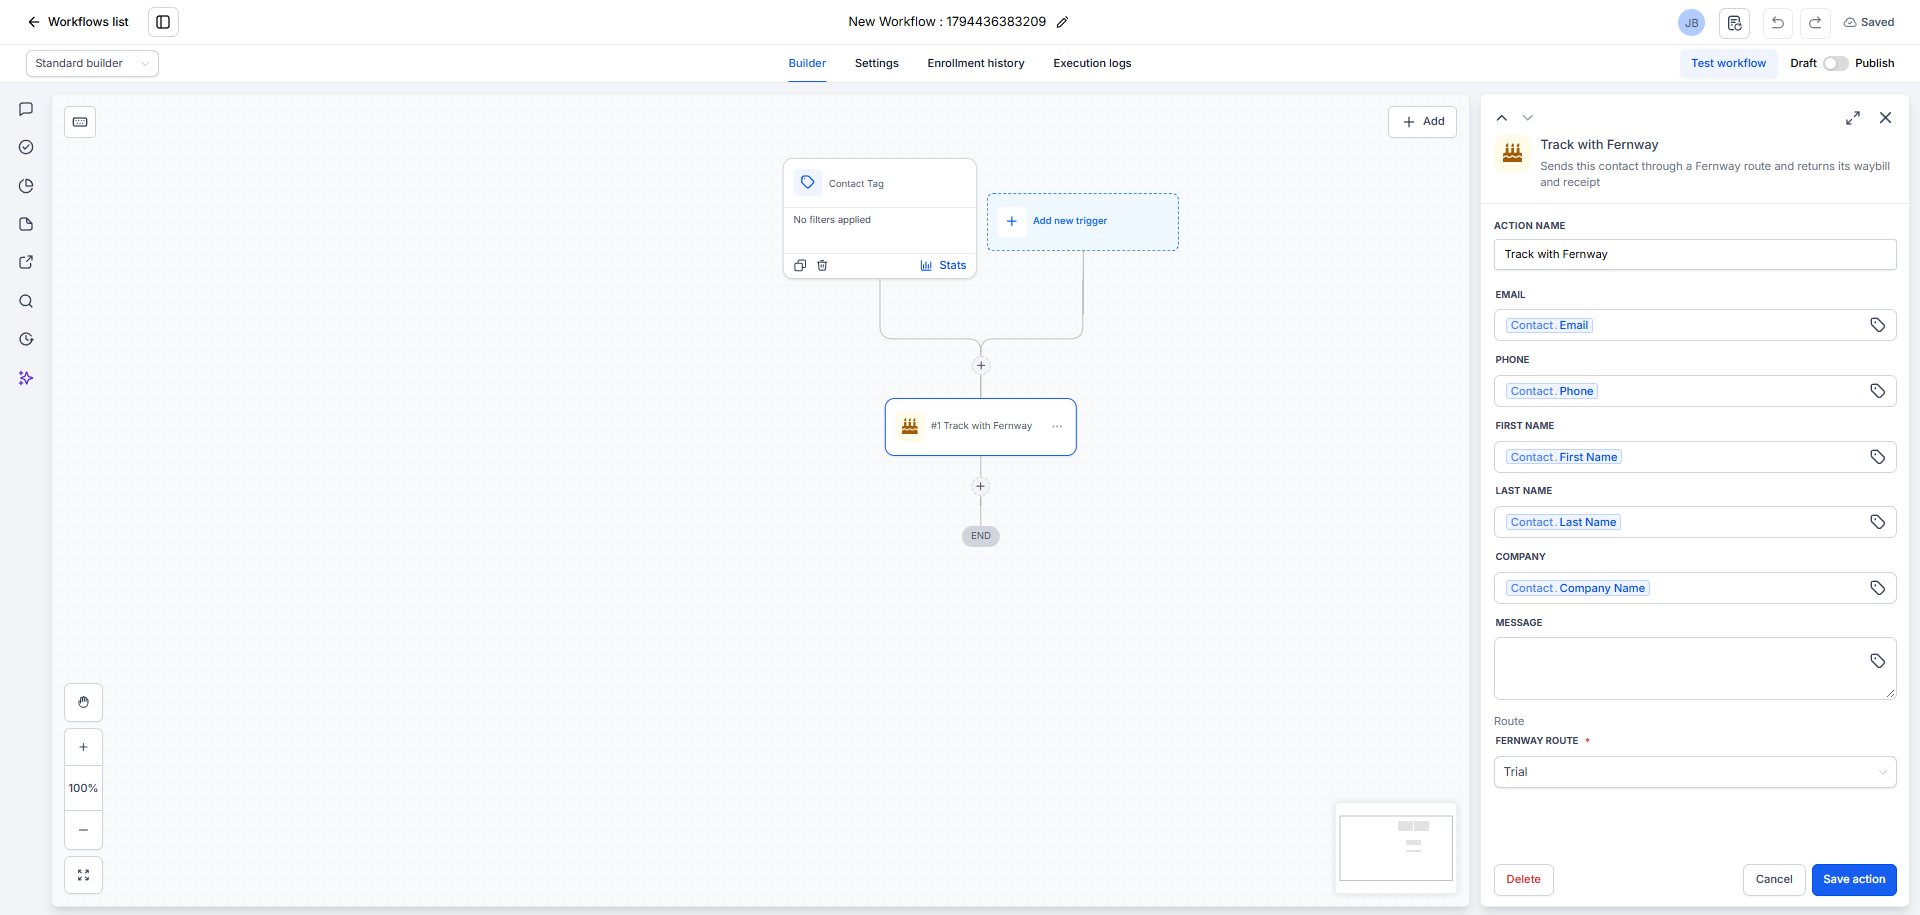 Workflows list
New Workflow : 1794436383209
JB
Saved
Standard builder
Builder
Settings
Enrollment history
Execution logs
Test workflow
Draft
Publish
Add
Contact Tag
No filters applied
Stats
Add new trigger
#1 Track with Fernway
END
100%
Track with Fernway
Sends this contact through a Fernway route and returns its waybill
and receipt
ACTION NAME
Track with Fernway
EMAIL
Contact. Email
PHONE
Contact. Phone
FIRST NAME
Contact. First Name
LAST NAME
Contact. Last Name
COMPANY
Contact. Company Name
MESSAGE
Route
FERNWAY ROUTE *
Trial
Delete
Cancel
Save action